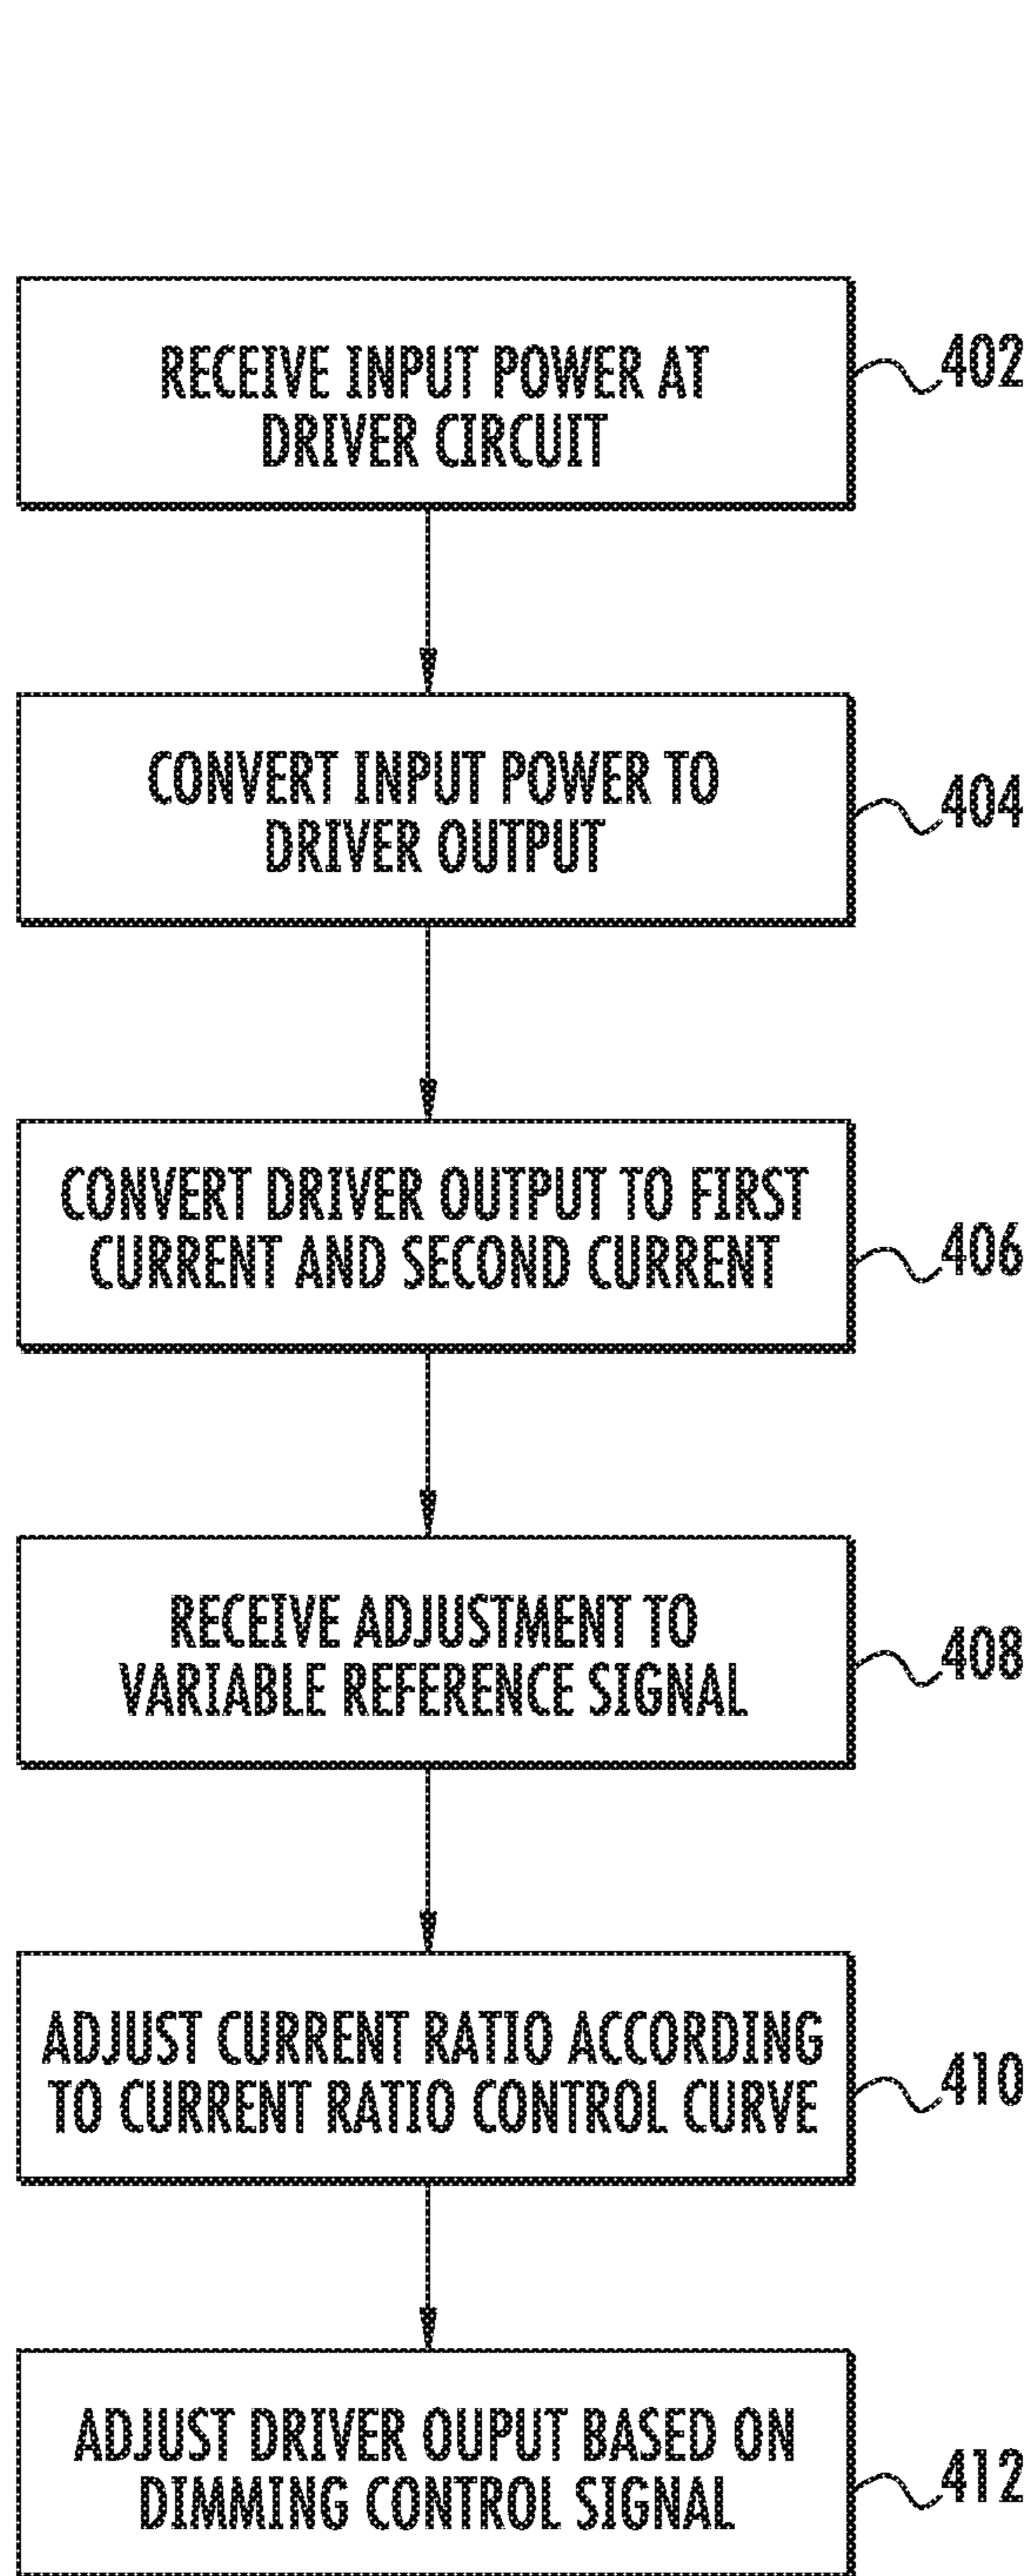 RECEIVE INPUT POWER AT
DRIVER CIRCUIT
402
CONVERT INPUT POWER TO
DRIVER OUTPUT
404
CONVERT DRIVER OUTPUT TO FIRST
CURRENT AND SECOND CURRENT
406
RECEIVE ADJUSTMENT TO
VARIABLE REFERENCE SIGNAL
408
ADJUST CURRENT RATIO ACCORDING
TO CURRENT RATIO CONTROL CURVE
410
ADJUST DRIVER OUPUT BASED ON
DIMMING CONTROL SIGNAL
412